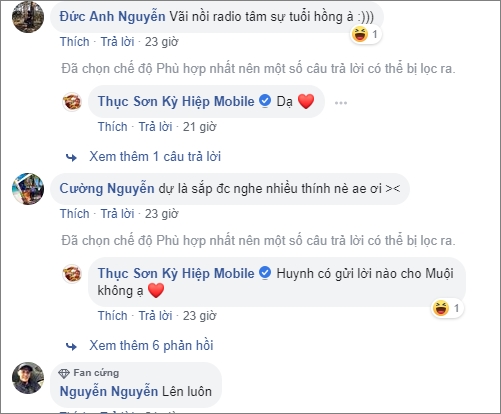 Đức Anh Nguyễn Vãi nồi radio tâm sự tuổi hồng à :)))
1
Thích · Trả lời · 23 giờ
Đã chọn chế độ Phù hợp nhất nên một số câu trả lời có thể bị lọc ra.
Thục Sơn Kỳ Hiệp Mobile Dạ ❤️ ···
Thích · Trả lời · 21 giờ
Xem thêm 1 câu trả lời
Cường Nguyễn dự là sắp đc nghe nhiều thính nè ae ơi ><
Thích · Trả lời · 23 giờ
Đã chọn chế độ Phù hợp nhất nên một số câu trả lời có thể bị lọc ra.
Thục Sơn Kỳ Hiệp Mobile Huynh có gửi lời nào cho Muội
không ạ ❤️
1
Thích · Trả lời · 23 giờ
Xem thêm 6 phản hồi
Fan cứng
Nguyễn Nguyễn Lên luôn